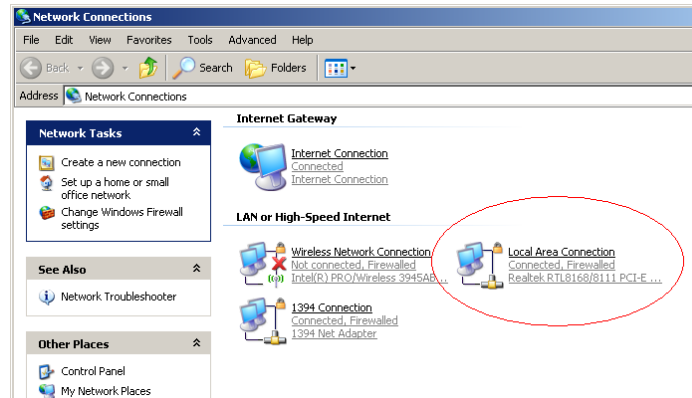 Network Connections
File Edit View Favorites Tools Advanced Help
Back Search Folders
Address Network Connections
Network Tasks
Create a new connection
Set up a home or small
office network
Change Windows Firewall
settings
See Also
Network Troubleshooter
Other Places
Control Panel
My Network Places
Internet Gateway
Internet Connection
Connected
Internet Connection
LAN or High-Speed Internet
Wireless Network Connection
Not connected, Firewalled
Intel(R) PRO/Wireless 3945AB...
Local Area Connection
Connected, Firewalled
Realtek RTL8168/8111 PCI-E ...
1394 Connection
Connected, Firewalled
1394 Net Adapter